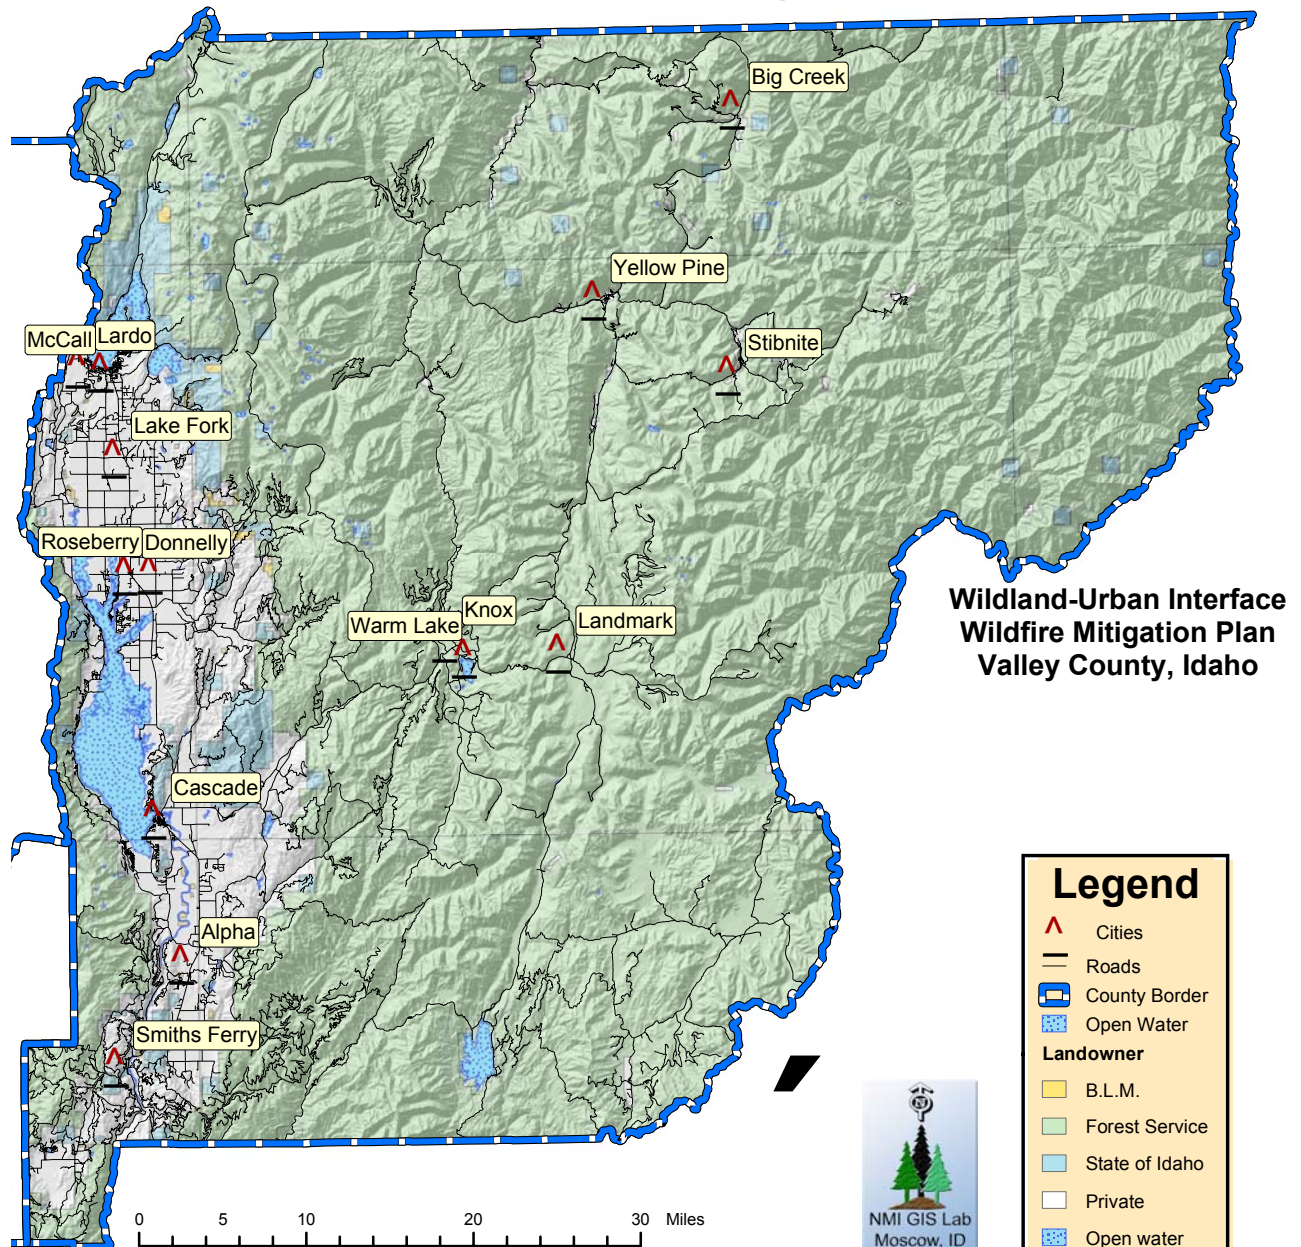 Big Creek
Yellow Pine
McCall
Lardo
Stibnite
Lake Fork
Roseberry
Donnelly
Wildland-Urban Interface
Wildfire Mitigation Plan
Valley County, Idaho
Warm Lake
Knox
Landmark
Cascade
Alpha
Smiths Ferry
Legend
Cities
Roads
County Border
Open Water
Landowner
B.L.M.
Forest Service
State of Idaho
Private
Open water
N
NMI GIS Lab
Moscow, ID
0 5 10 20 30 Miles